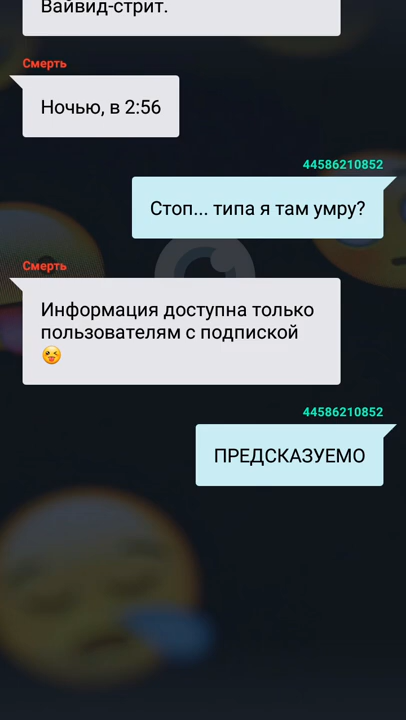 Вайвид-стрит.
Смерть
Ночью, в 2:56
44586210852
Стоп... типа я там умру?
Смерть
Информация доступна только
пользователям с подпиской
😜
44586210852
ПРЕДСКАЗУЕМО